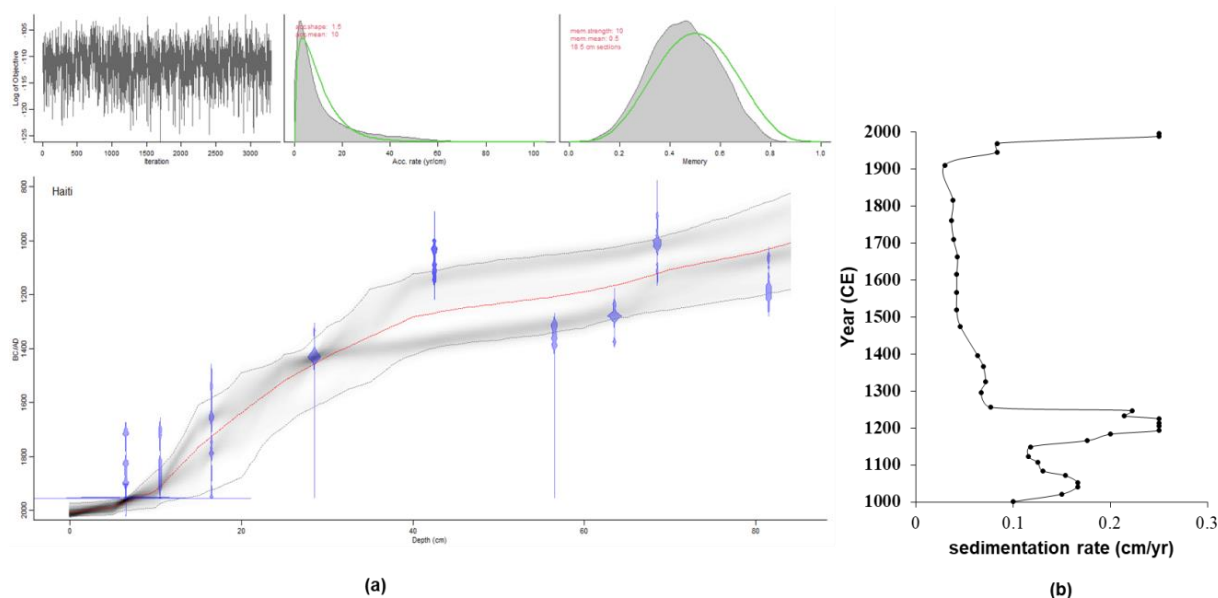 acc.shape: 1.5
acc.mean: 10
mem.strength: 10
mem.mean: 0.5
18.5 cm sections
-105
-110
-115
-120
-125
Log of Objective
0 500 1000 1500 2000 2500 3000
Iteration
0 20 40 60 80 100
Acc. rate (yr/cm)
0.0 0.2 0.4 0.6 0.8 1.0
Memory
Haiti
800
1000
1200
1400
1600
1800
2000
BC/AD
0 20 40 60 80
Depth (cm)
(a)
2000
1900
1800
1700
1600
1500
1400
1300
1200
1100
1000
Year (CE)
0 0.1 0.2 0.3
sedimentation rate (cm/yr)
(b)